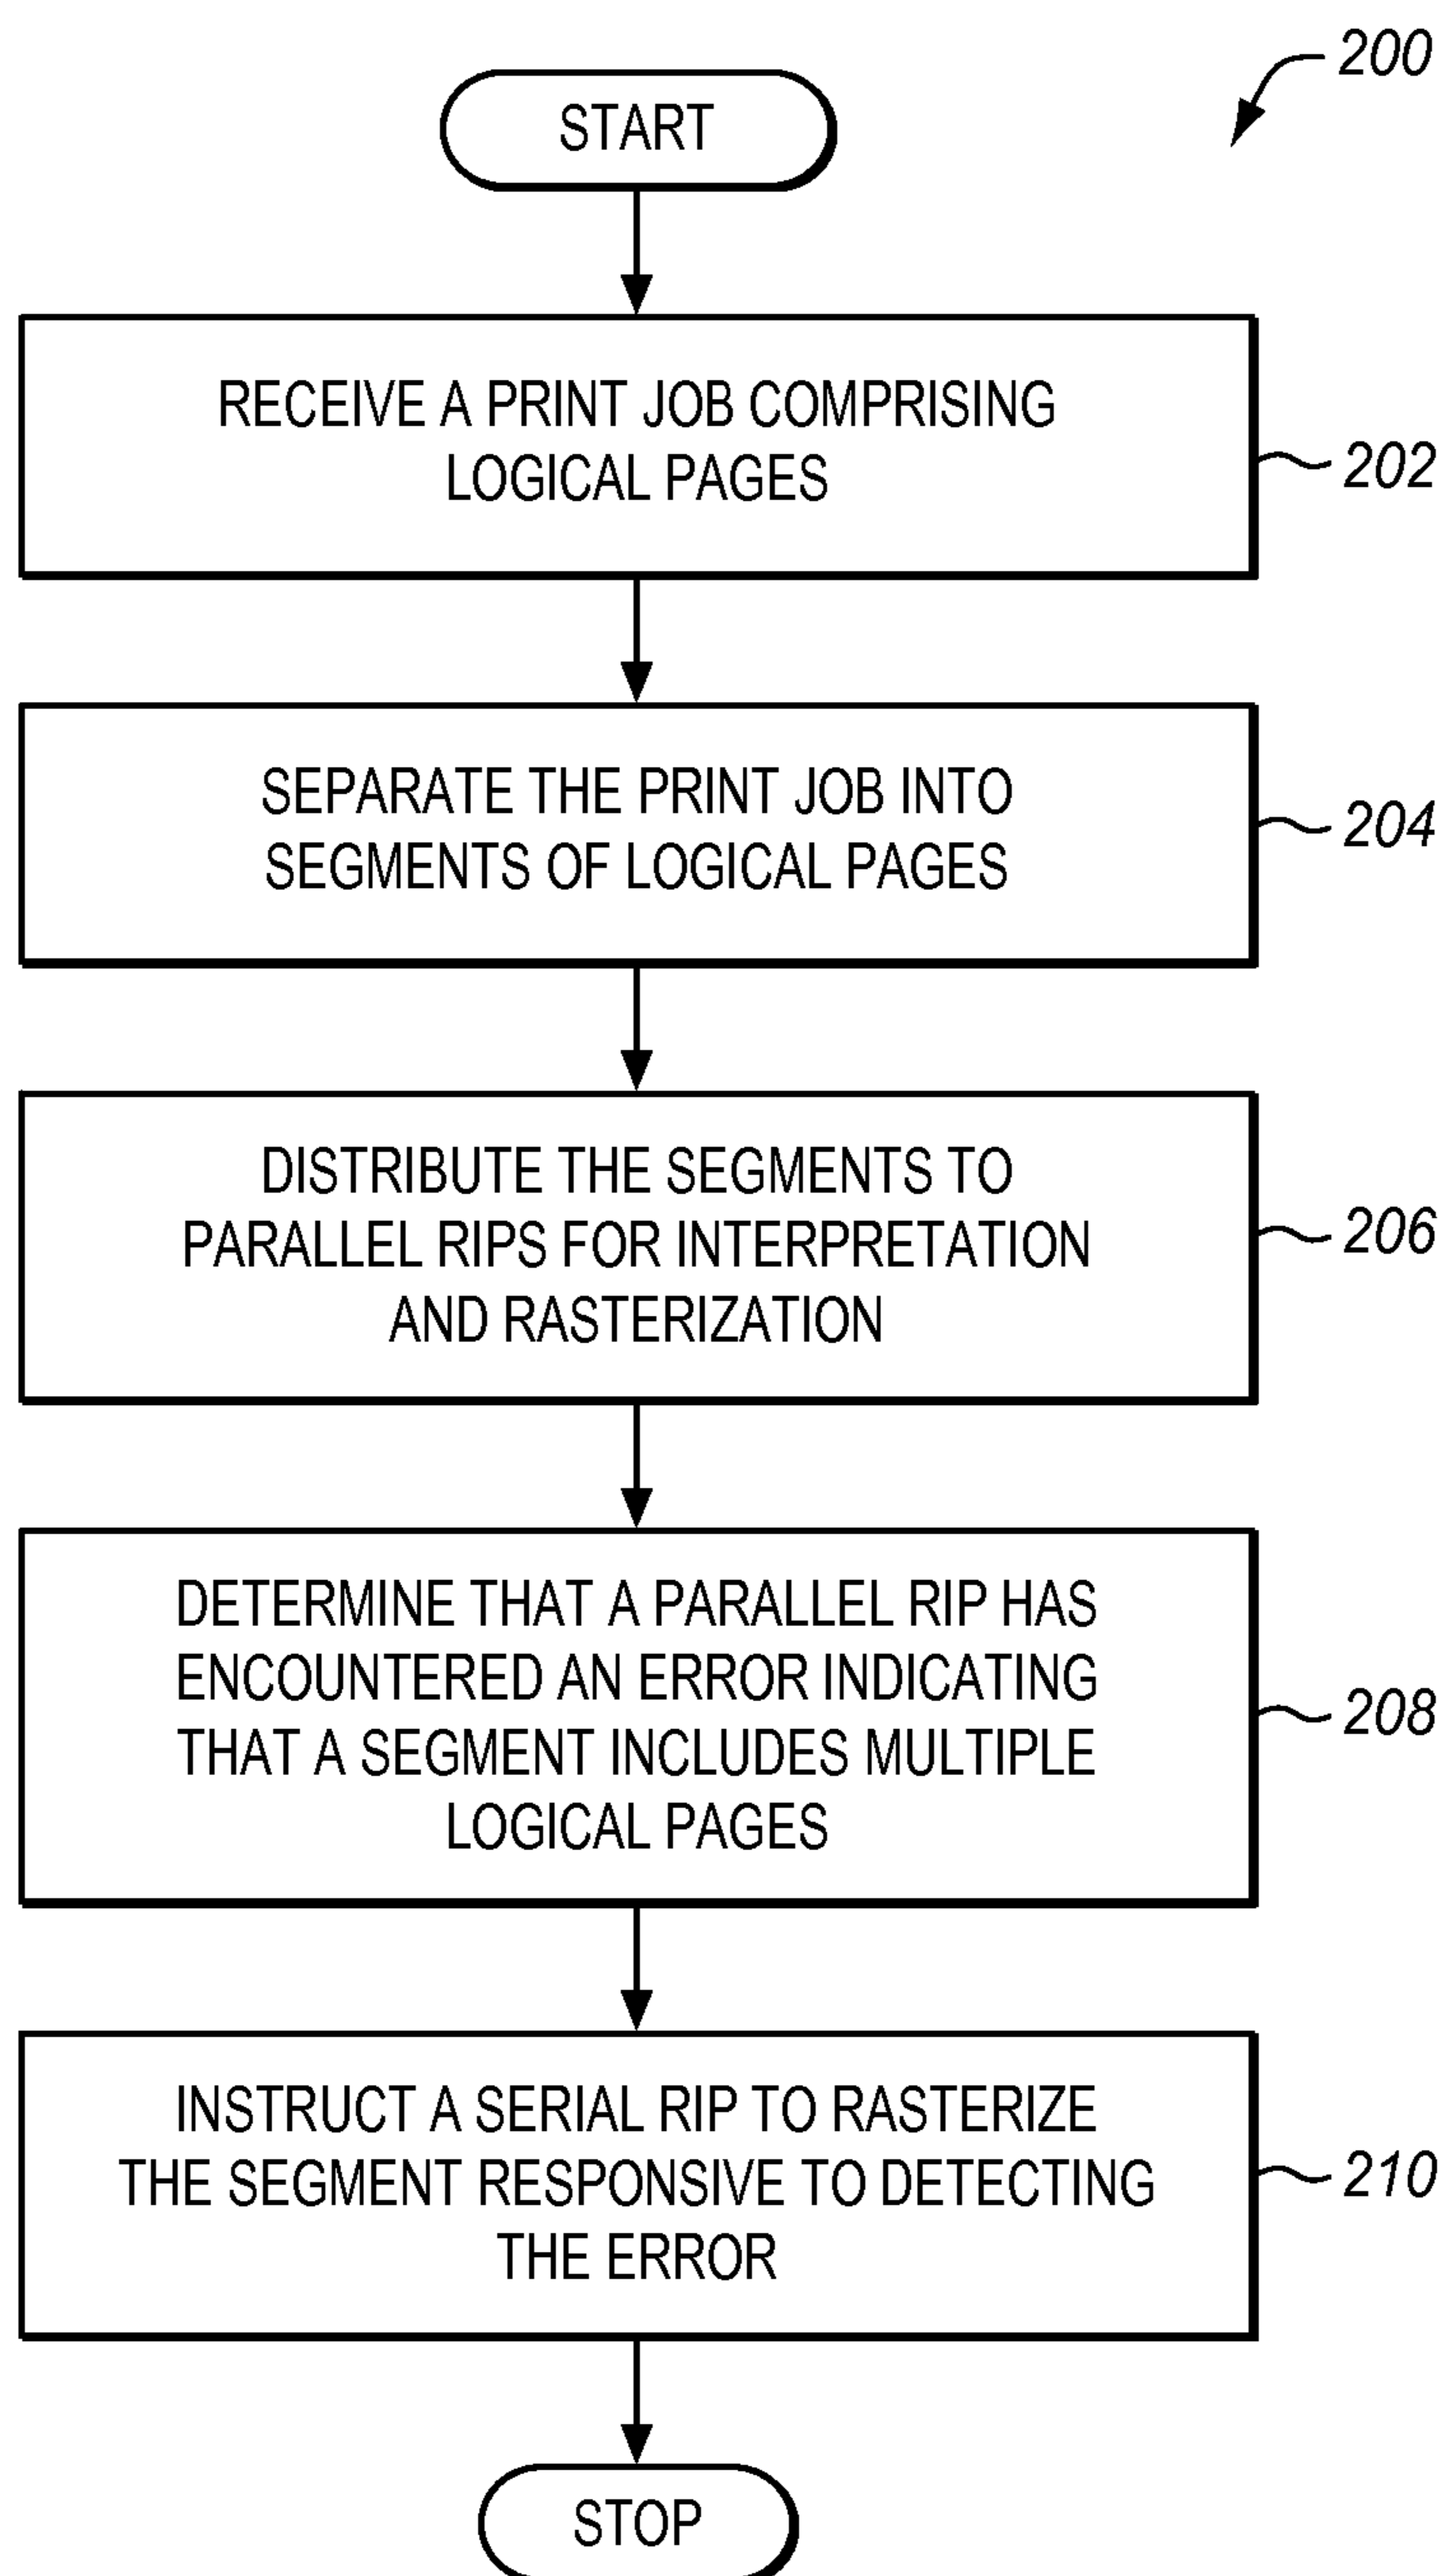 200
START
RECEIVE A PRINT JOB COMPRISING
LOGICAL PAGES
202
SEPARATE THE PRINT JOB INTO
SEGMENTS OF LOGICAL PAGES
204
DISTRIBUTE THE SEGMENTS TO
PARALLEL RIPS FOR INTERPRETATION
AND RASTERIZATION
206
DETERMINE THAT A PARALLEL RIP HAS
ENCOUNTERED AN ERROR INDICATING
THAT A SEGMENT INCLUDES MULTIPLE
LOGICAL PAGES
208
INSTRUCT A SERIAL RIP TO RASTERIZE
THE SEGMENT RESPONSIVE TO DETECTING
THE ERROR
210
STOP